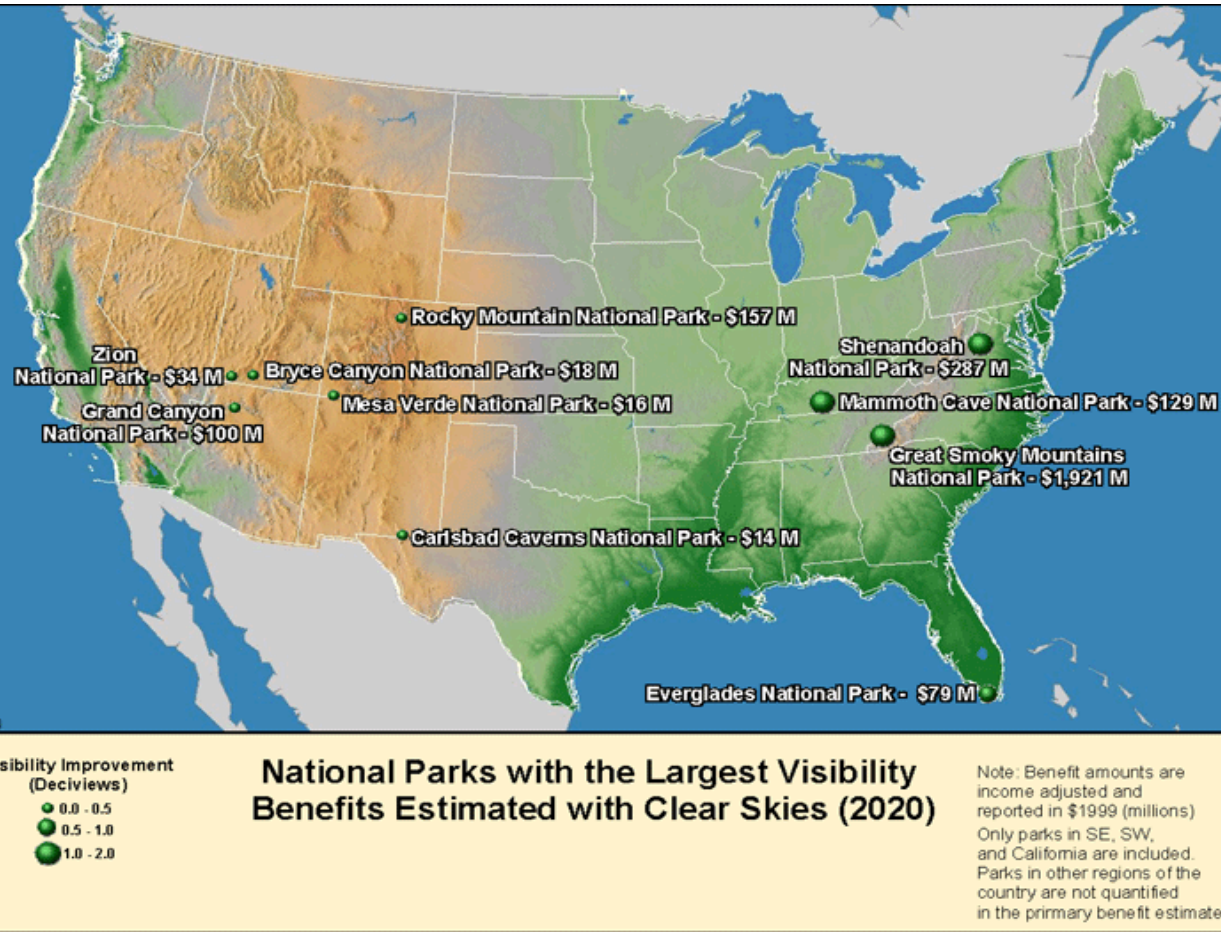 Rocky Mountain National Park - $157 M
Zion
National Park - $34 M
Bryce Canyon National Park - $18 M
Mesa Verde National Park - $16 M
Grand Canyon
National Park - $100 M
Shenandoah
National Park - $287 M
Mammoth Cave National Park - $129 M
Great Smoky Mountains
National Park - $1,921 M
Carlsbad Caverns National Park - $14 M
Everglades National Park - $79 M
sibility Improvement
(Deciviews)
0.0 - 0.5
0.5 - 1.0
1.0 - 2.0
National Parks with the Largest Visibility
Benefits Estimated with Clear Skies (2020)
Note: Benefit amounts are
income adjusted and
reported in $1999 (millions)
Only parks in SE, SW,
and California are included.
Parks in other regions of the
country are not quantified
in the prirmary benefit estimate